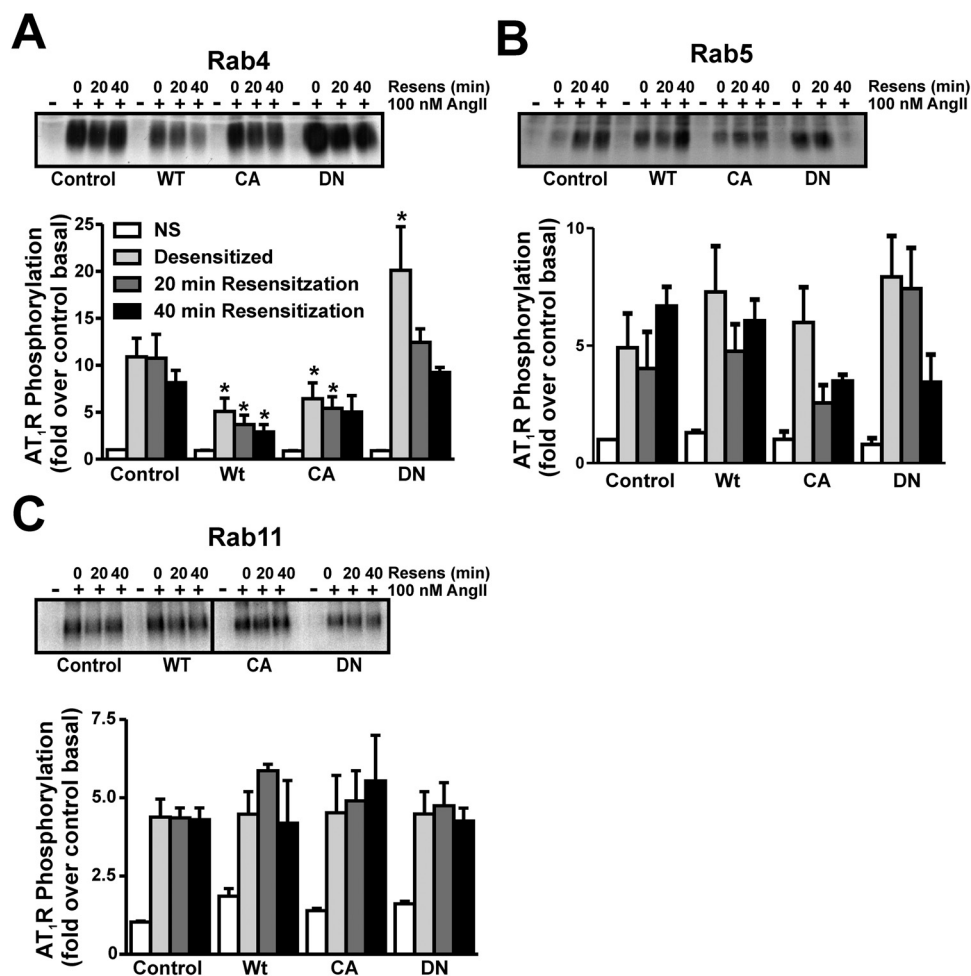 A
Rab4
0 20 40 0 20 40 0 20 40 0 20 40 Resens (min)
- + + + - + + + - + + + - + + + 100 nM AngII
Control WT CA DN
AT1R Phosphorylation
(fold over control basal)
25
20
15
10
5
0
NS
Desensitized
20 min Resensitzation
40 min Resensitization
*
* * *
* *
Control Wt CA DN
B
Rab5
0 20 40 0 20 40 0 20 40 0 20 40 Resens (min)
- + + + - + + + - + + + - + + + 100 nM AngII
Control WT CA DN
AT1R Phosphorylation
(fold over control basal)
10
5
0
Control Wt CA DN
C
Rab11
0 20 40 0 20 40 0 20 40 0 20 40 Resens (min)
- + + + - + + + - + + + - + + + 100 nM AngII
Control WT CA DN
AT1R Phosphorylation
(fold over control basal)
7.5
5.0
2.5
0
Control Wt CA DN